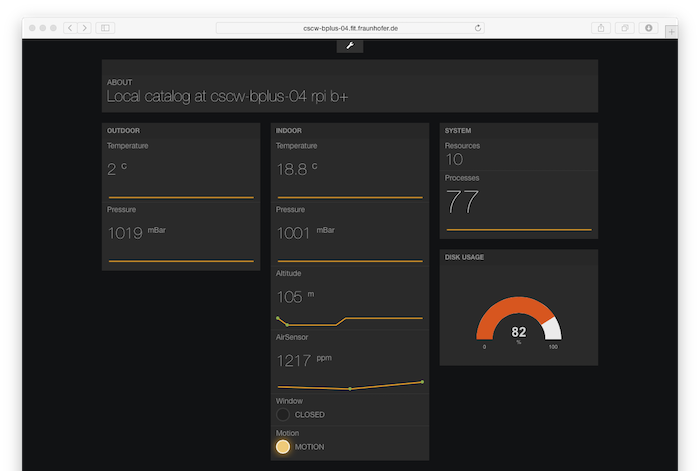 cscw-bplus-04.fit.fraunhofer.de
ABOUT
Local catalog at cscw-bplus-04 rpi b+
OUTDOOR
Temperature
2 C
Pressure
1019 mBar
INDOOR
Temperature
18.8 C
Pressure
1001 mBar
Altitude
105 m
AirSensor
1217 ppm
Window
CLOSED
Motion
MOTION
SYSTEM
Resources
10
Processes
77
DISK USAGE
82
%
0 100